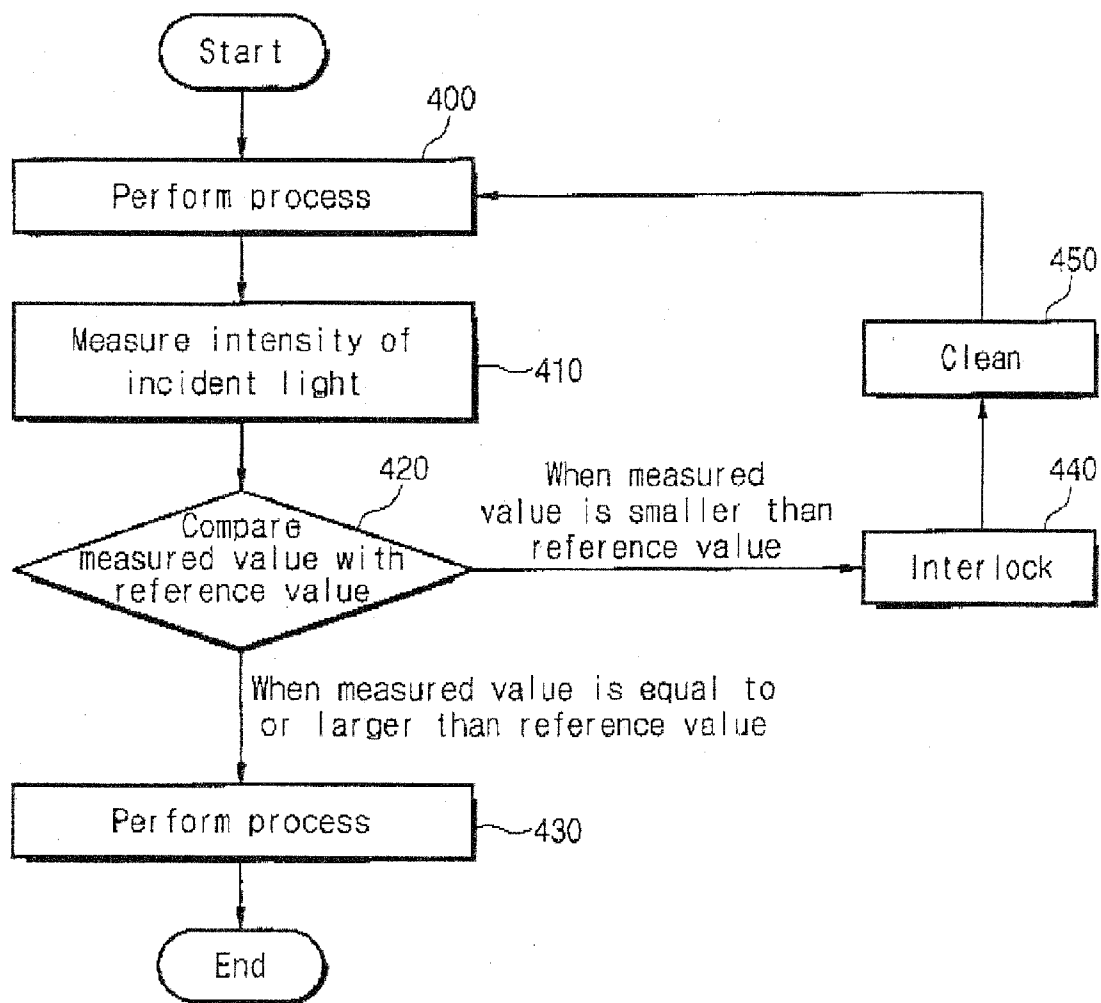 Start
400
Perform process
450
Measure intensity of
incident light
410
Clean
420
When measured
value is smaller than
reference value
440
Compare
measured value with
reference value
Interlock
When measured value is equal to
or larger than reference value
Perform process
430
End